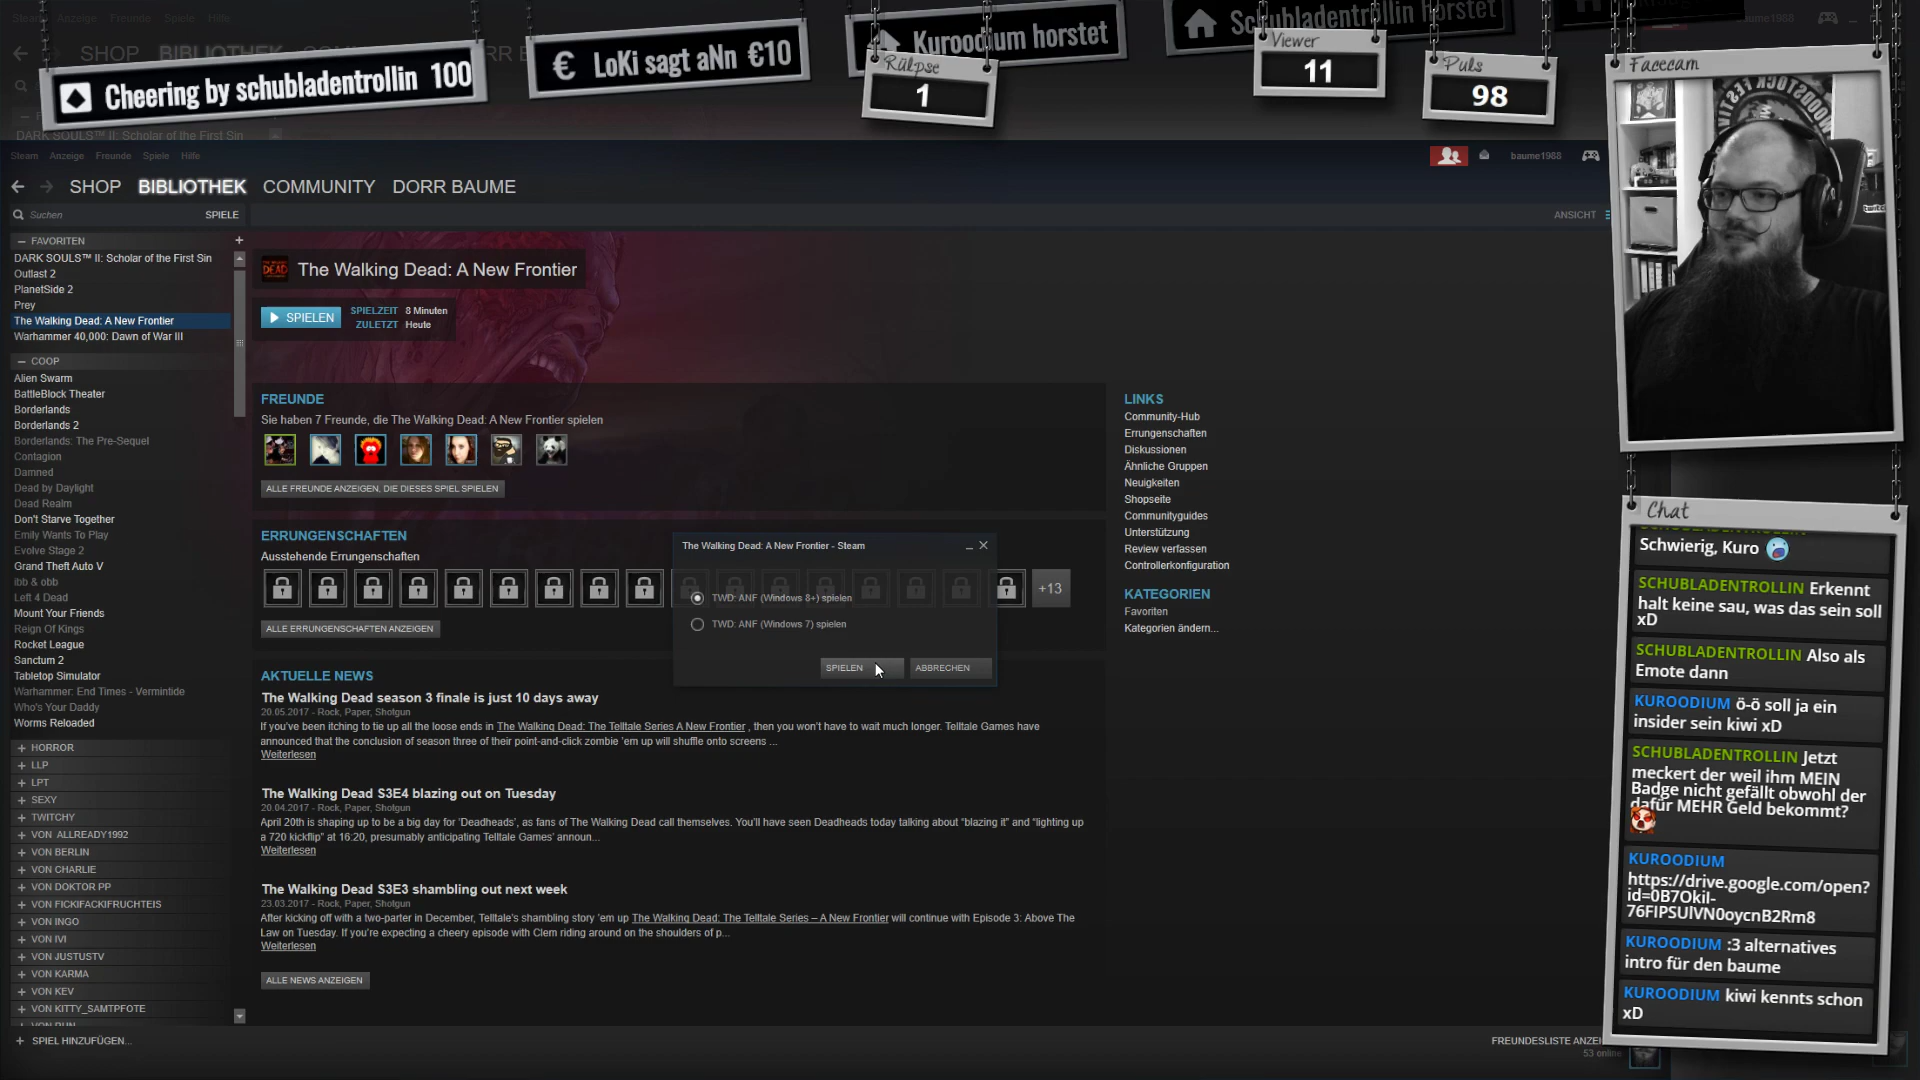 Cheering by schubladentrollin 100
€ LoKi sagt aNn €10
Kuroodium horstet
Schubladentrollin horstet
Rülpse
1
Viewer
11
Puls
98
Facecam
Steam Anzeige Freunde Spiele Hilfe
baume1988
SHOP BIBLIOTHEK COMMUNITY DORR BAUME
Suchen SPIELE
ANSICHT
— FAVORITEN +
DARK SOULS™ II: Scholar of the First Sin
Outlast 2
PlanetSide 2
Prey
The Walking Dead: A New Frontier
Warhammer 40,000: Dawn of War III
— COOP
Alien Swarm
BattleBlock Theater
Borderlands
Borderlands 2
Borderlands: The Pre-Sequel
Contagion
Damned
Dead by Daylight
Dead Realm
Don't Starve Together
Emily Wants To Play
Evolve Stage 2
Grand Theft Auto V
ibb & obb
Left 4 Dead
Mount Your Friends
Reign Of Kings
Rocket League
Sanctum 2
Tabletop Simulator
Warhammer: End Times - Vermintide
Who's Your Daddy
Worms Reloaded
+ HORROR
+ LLP
+ LPT
+ SEXY
+ TWITCHY
+ VON ALLREADY1992
+ VON BERLIN
+ VON CHARLIE
+ VON DOKTOR PP
+ VON FICKIFACKIFRUCHTEIS
+ VON INGO
+ VON IVI
+ VON JUSTUSTV
+ VON KARMA
+ VON KEV
+ VON KITTY_SAMTPFOTE
+ SPIEL HINZUFÜGEN...
The Walking Dead: A New Frontier
SPIELEN
SPIELZEIT 8 Minuten
ZULETZT Heute
FREUNDE
Sie haben 7 Freunde, die The Walking Dead: A New Frontier spielen
ALLE FREUNDE ANZEIGEN, DIE DIESES SPIEL SPIELEN
ERRUNGENSCHAFTEN
Ausstehende Errungenschaften
+13
ALLE ERRUNGENSCHAFTEN ANZEIGEN
The Walking Dead: A New Frontier - Steam
TWD: ANF (Windows 8+) spielen
TWD: ANF (Windows 7) spielen
SPIELEN ABBRECHEN
AKTUELLE NEWS
The Walking Dead season 3 finale is just 10 days away
20.05.2017 - Rock, Paper, Shotgun
If you've been itching to tie up all the loose ends in The Walking Dead: The Telltale Series A New Frontier , then you won't have to wait much longer. Telltale Games have
announced that the conclusion of season three of their point-and-click zombie 'em up will shuffle onto screens ...
Weiterlesen
The Walking Dead S3E4 blazing out on Tuesday
20.04.2017 - Rock, Paper, Shotgun
April 20th is shaping up to be a big day for 'Deadheads', as fans of The Walking Dead call themselves. You'll have seen Deadheads today talking about “blazing it” and “lighting up
a 720 kickflip” at 16:20, presumably anticipating Telltale Games' announ...
Weiterlesen
The Walking Dead S3E3 shambling out next week
23.03.2017 - Rock, Paper, Shotgun
After kicking off with a two-parter in December, Telltale's shambling story 'em up The Walking Dead: The Telltale Series – A New Frontier will continue with Episode 3: Above The
Law on Tuesday. If you're expecting a cheery episode with Clem riding around on the shoulders of p...
Weiterlesen
ALLE NEWS ANZEIGEN
LINKS
Community-Hub
Errungenschaften
Diskussionen
Ähnliche Gruppen
Neuigkeiten
Shopseite
Communityguides
Unterstützung
Review verfassen
Controllerkonfiguration
KATEGORIEN
Favoriten
Kategorien ändern...
53 online
Chat
Schwierig, Kuro
SCHUBLADENTROLLIN Erkennt
halt keine sau, was das sein soll
xD
SCHUBLADENTROLLIN Also als
Emote dann
KUROODIUM ö-ö soll ja ein
insider sein kiwi xD
SCHUBLADENTROLLIN Jetzt
meckert der weil ihm MEIN
Badge nicht gefällt obwohl der
dafür MEHR Geld bekommt?
KUROODIUM
https://drive.google.com/open?
id=0B7Okil-
76FIPSUlVN0oycnB2Rm8
KUROODIUM :3 alternatives
intro für den baume
KUROODIUM kiwi kennts schon
xD